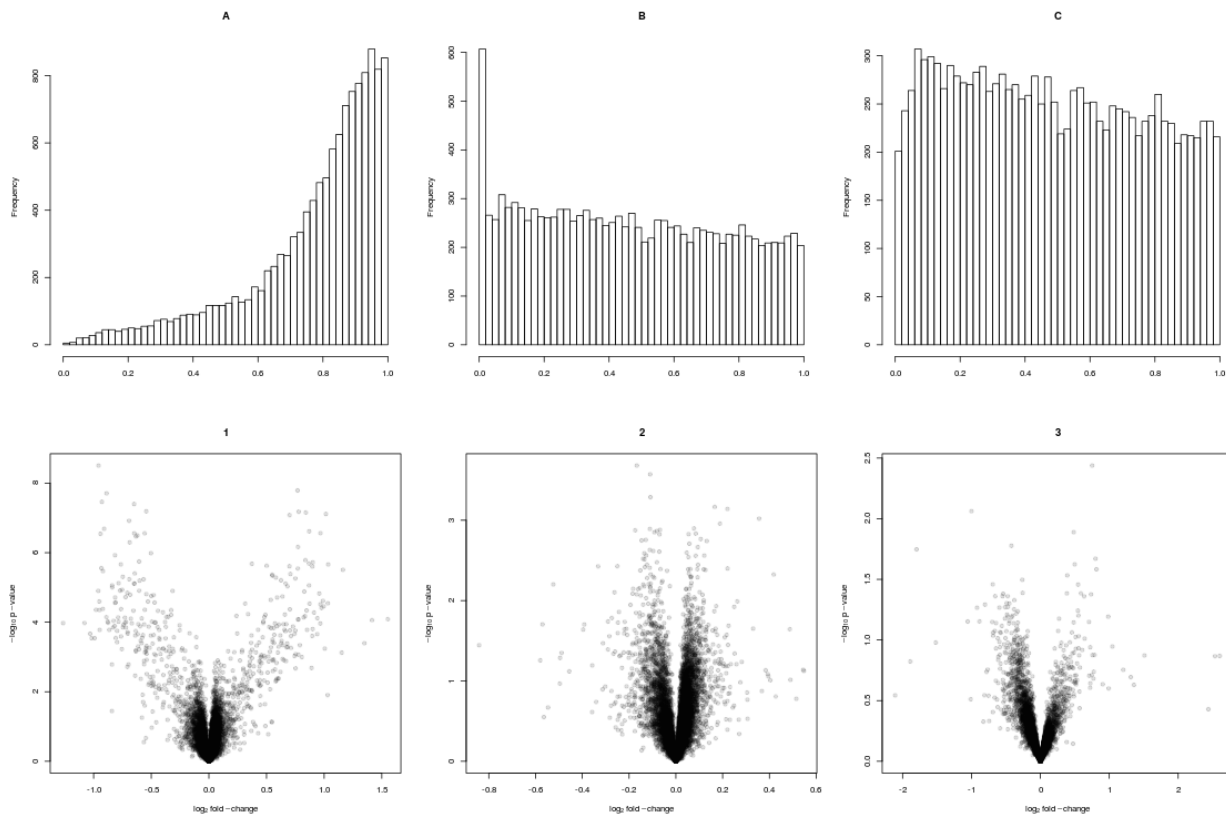 A B C
Frequency Frequency Frequency
0 200 400 600 800
0.0 0.2 0.4 0.6 0.8 1.0
0 100 200 300 400 500 600
0.0 0.2 0.4 0.6 0.8 1.0
0 50 100 150 200 250 300
0.0 0.2 0.4 0.6 0.8 1.0
1 2 3
−log10 p−value −log10 p−value −log10 p−value
0 2 4 6 8
-1.0 -0.5 0.0 0.5 1.0 1.5
log2 fold−change
0 1 2 3
-0.8 -0.6 -0.4 -0.2 0.0 0.2 0.4 0.6
log2 fold−change
0.0 0.5 1.0 1.5 2.0 2.5
-2 -1 0 1 2
log2 fold−change